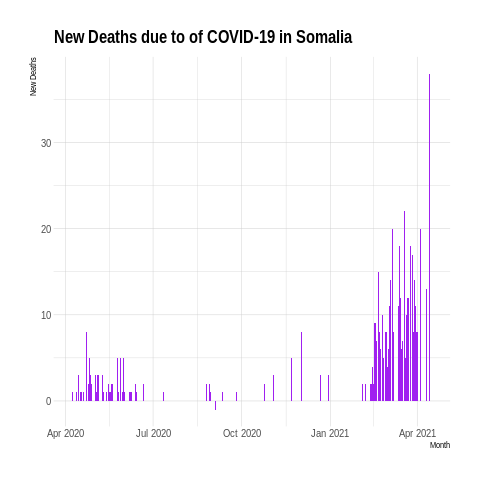 New Deaths due to of COVID-19 in Somalia
New Deaths
30
20
10
0
Apr 2020 Jul 2020 Oct 2020 Jan 2021 Apr 2021
Month